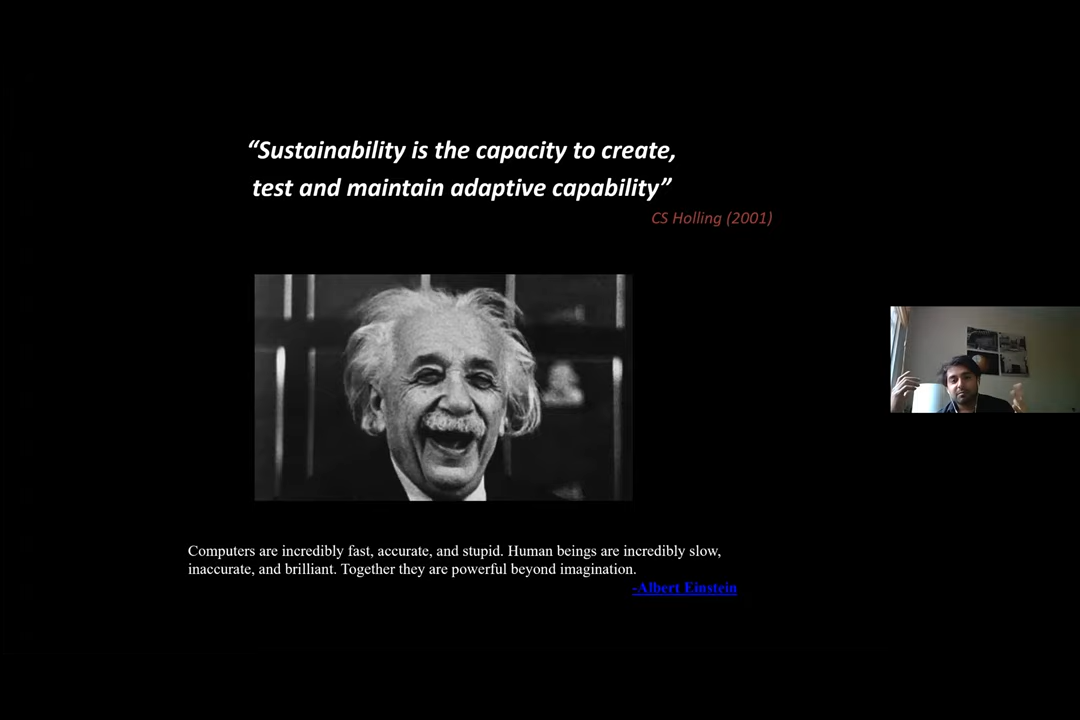 “Sustainability is the capacity to create,
test and maintain adaptive capability”
CS Holling (2001)
Computers are incredibly fast, accurate, and stupid. Human beings are incredibly slow,
inaccurate, and brilliant. Together they are powerful beyond imagination.
-Albert Einstein